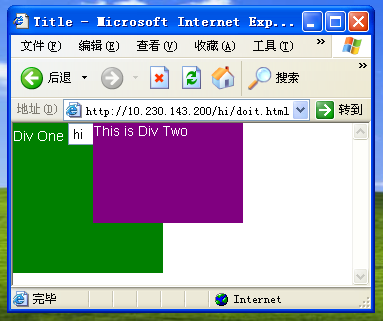 Title - Microsoft Internet Exp...
文件(F) 编辑(E) 查看(V) 收藏(A) 工具(T) »
后退 搜索 »
地址(D) http://10.230.143.200/hi/doit.html 转到
Div One hi This is Div Two
完毕 Internet